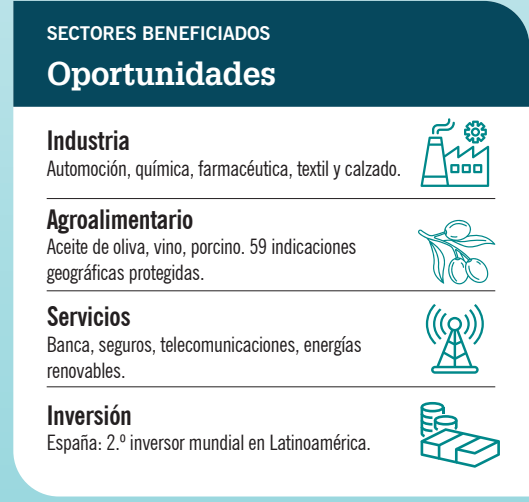 SECTORES BENEFICIADOS
Oportunidades
Industria
Automoción, química, farmacéutica, textil y calzado.
Agroalimentario
Aceite de oliva, vino, porcino. 59 indicaciones
geográficas protegidas.
Servicios
Banca, seguros, telecomunicaciones, energías
renovables.
Inversión
España: 2.º inversor mundial en Latinoamérica.